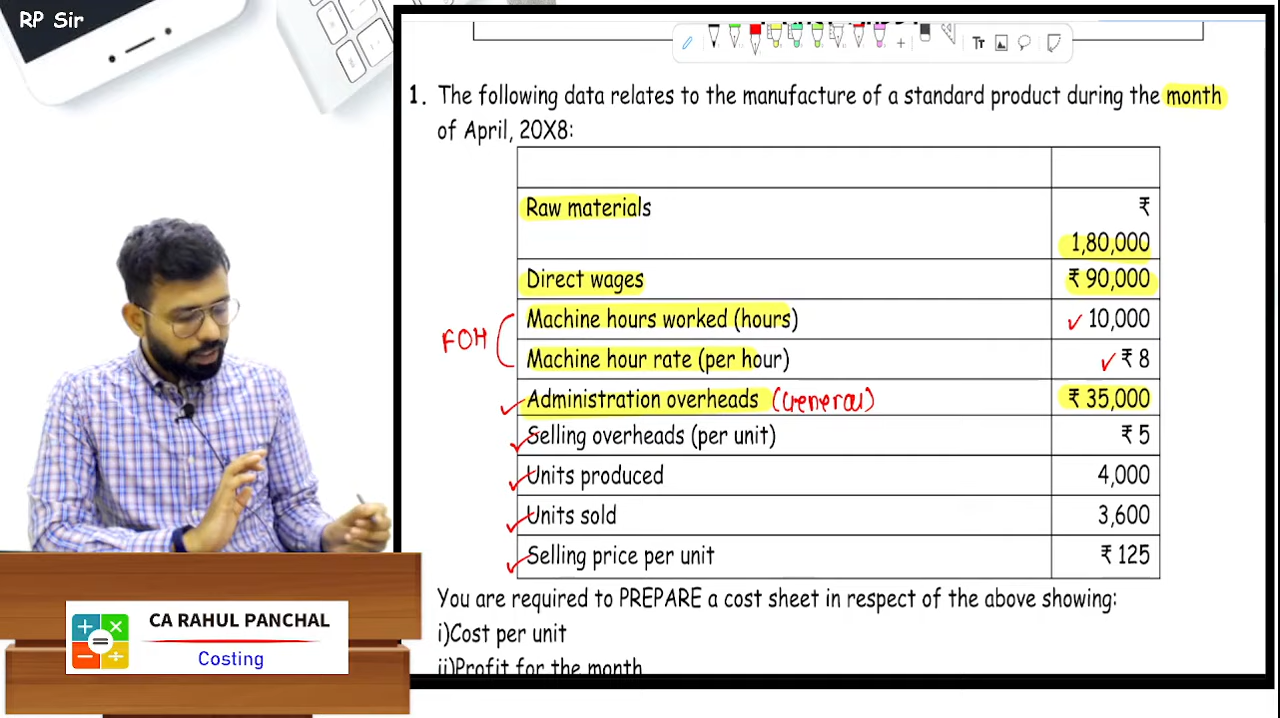 RP Sir
Tт
1. The following data relates to the manufacture of a standard product during the month
of April, 20X8:
Raw materials ₹
1,80,000
Direct wages ₹ 90,000
Machine hours worked (hours) 10,000
FOH
Machine hour rate (per hour) ₹ 8
Administration overheads (General) ₹ 35,000
Selling overheads (per unit) ₹ 5
Units produced 4,000
Units sold 3,600
Selling price per unit ₹ 125
You are required to PREPARE a cost sheet in respect of the above showing:
i)Cost per unit
ii)Profit for the month
CA RAHUL PANCHAL
Costing